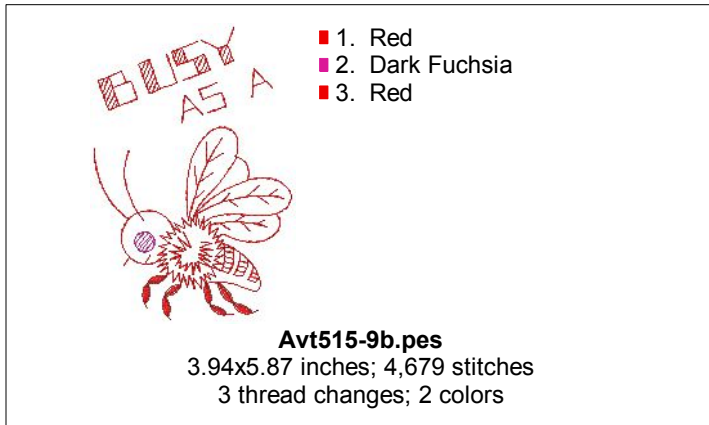 BUSY
AS A
1. Red
2. Dark Fuchsia
3. Red
Avt515-9b.pes
3.94x5.87 inches; 4,679 stitches
3 thread changes; 2 colors